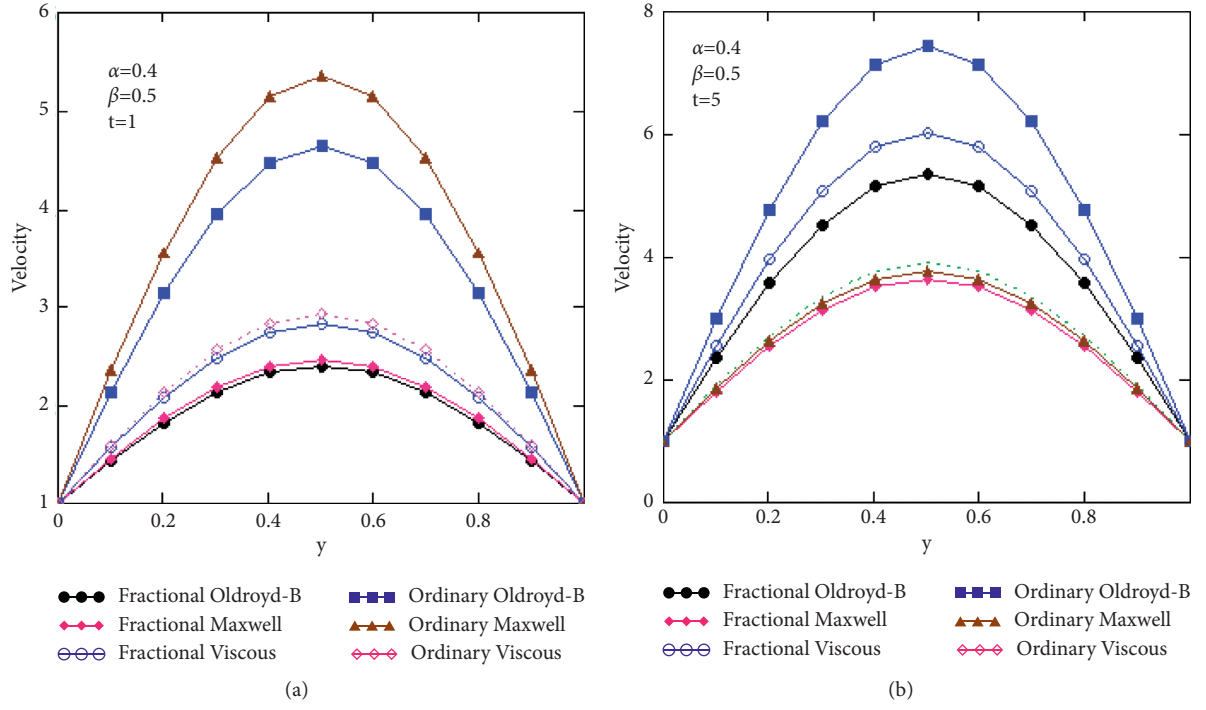 6
5
4
3
2
1
Velocity
α=0.4
β=0.5
t=1
0
0.2
0.4
0.6
0.8
y
Fractional Oldroyd-B
Fractional Maxwell
Fractional Viscous
Ordinary Oldroyd-B
Ordinary Maxwell
Ordinary Viscous
(a)
8
6
4
2
0
Velocity
α=0.4
β=0.5
t=5
0
0.2
0.4
0.6
0.8
y
Fractional Oldroyd-B
Fractional Maxwell
Fractional Viscous
Ordinary Oldroyd-B
Ordinary Maxwell
Ordinary Viscous
(b)